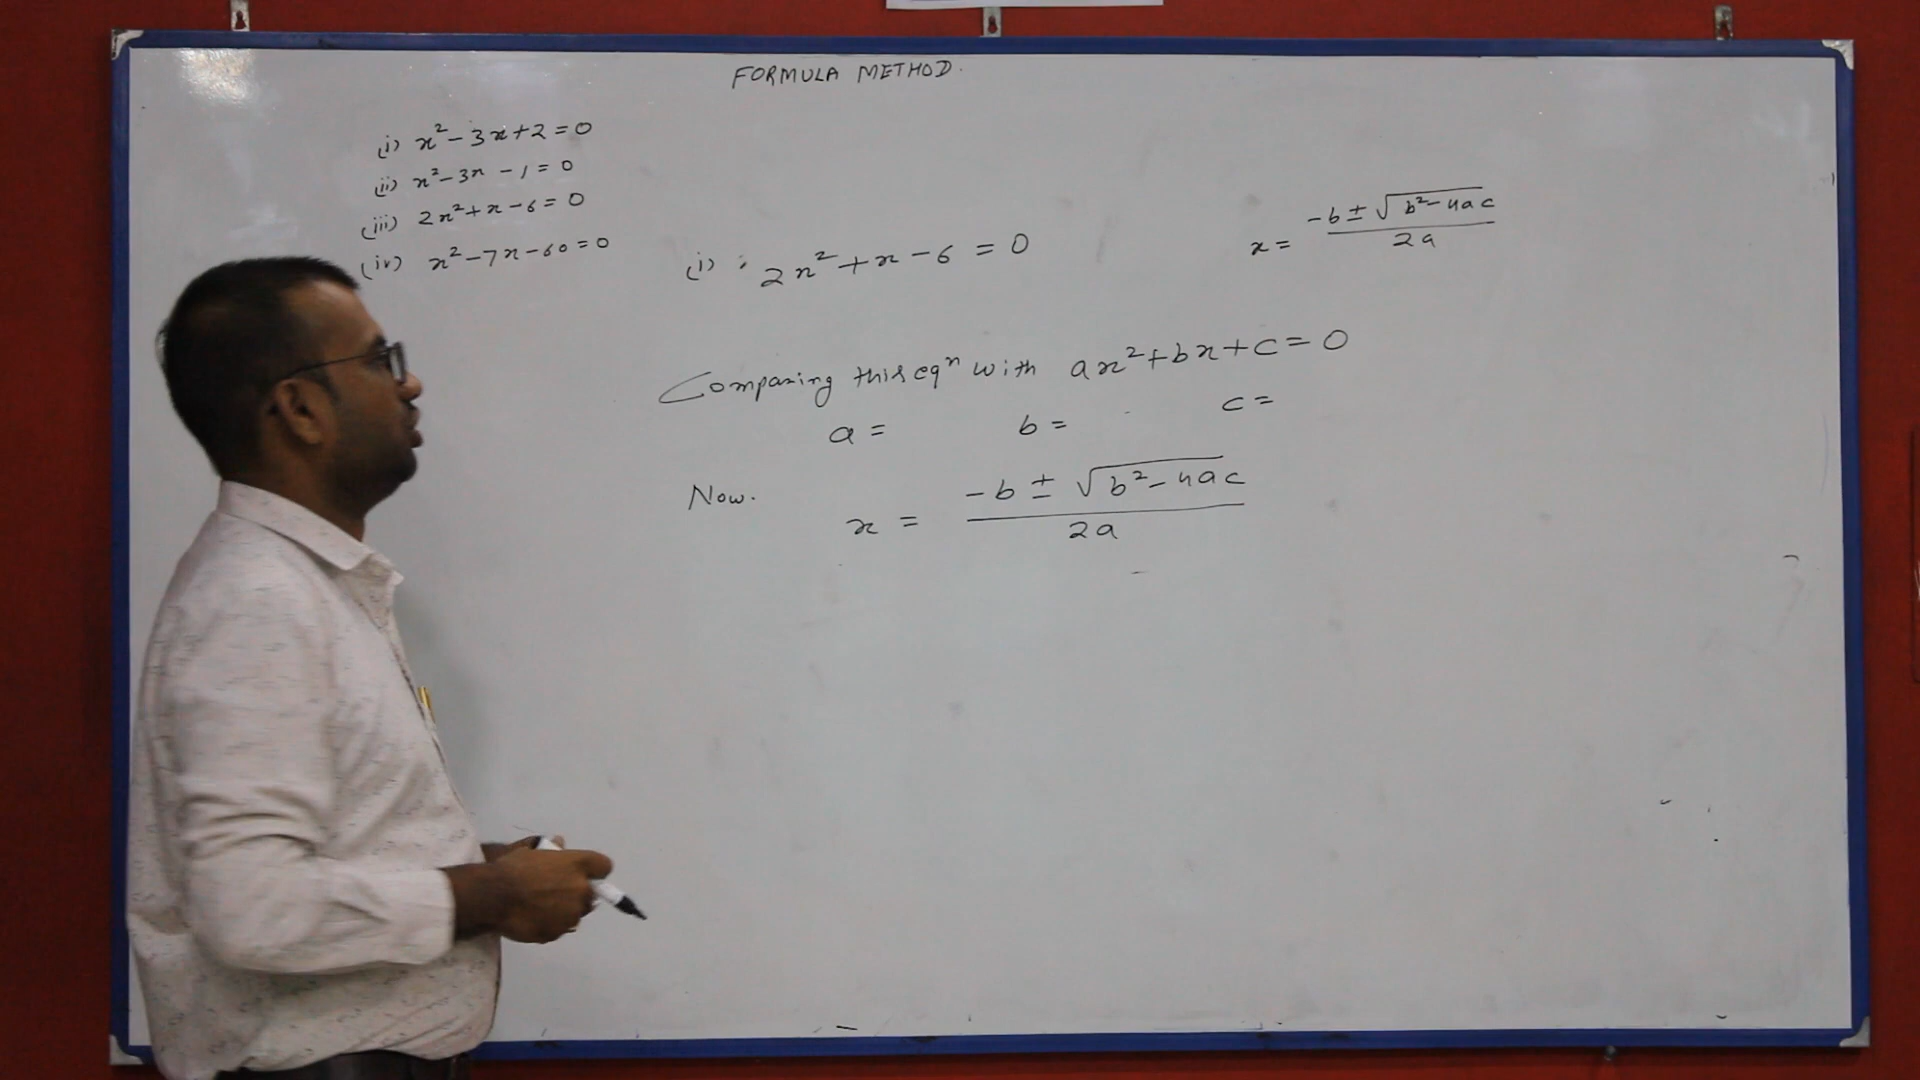 FORMULA METHOD.
(i) x² - 3x + 2 = 0
(ii) x² - 3x - 1 = 0
(iii) 2x² + x - 6 = 0
(iv) x² - 7x - 60 = 0
(i) 2x² + x - 6 = 0
x = (-b ± √(b² - 4ac)) / 2a
Comparing this eqⁿ with ax² + bx + c = 0
a = b = c =
Now. x = (-b ± √(b² - 4ac)) / 2a